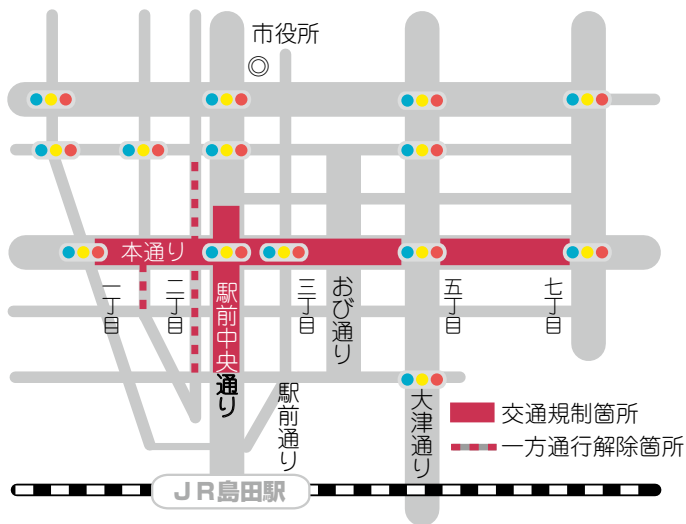 市役所
本通り
一丁目
二丁目
駅前中央通り
三丁目
おび通り
五丁目
七丁目
駅前通り
大津通り
交通規制箇所
一方通行解除箇所
ＪＲ島田駅